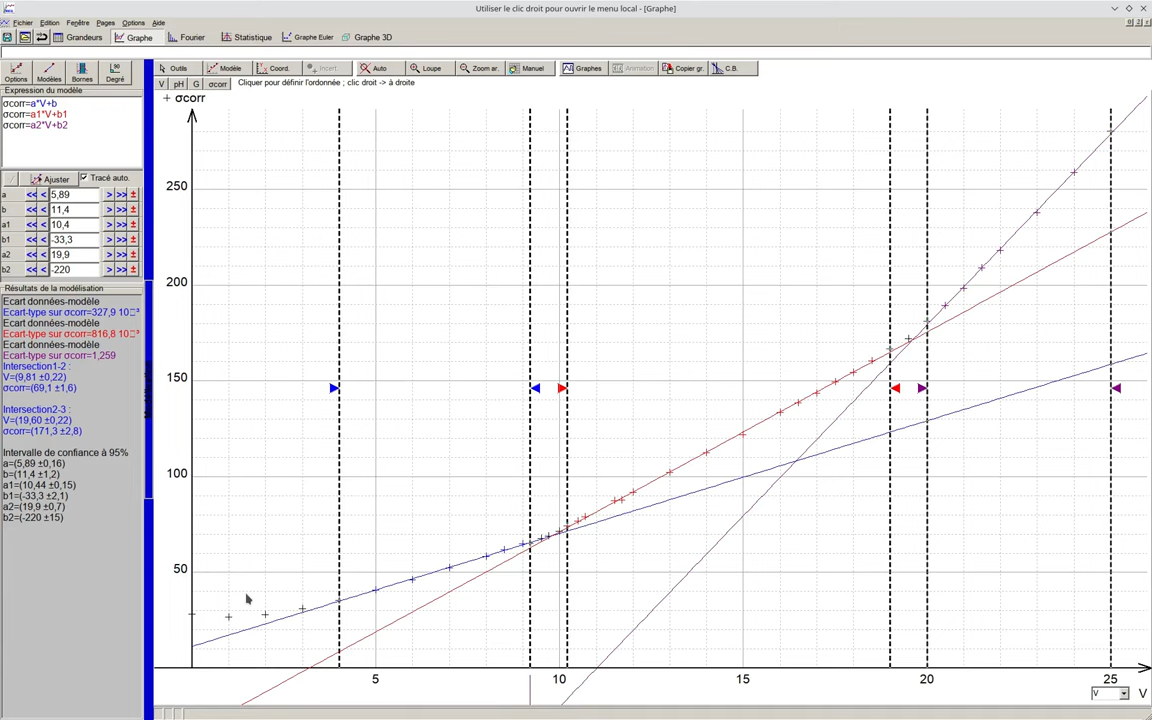 Utiliser le clic droit pour ouvrir le menu local - [Graphe]
Fichier Edition Fenêtre Pages Options Aide
Grandeurs Graphe Fourier Statistique Graphe Euler Graphe 3D
Options Modèles Bornes Degré
90
Outils Modèle Coord. Insert. Auto Loupe Zoom ar. Manuel Graphes Animation Copier gr. C.B.
V pH G σcorr Cliquer pour définir l'ordonnée ; clic droit -> à droite
Expression du modèle
σcorr=a*V+b
σcorr=a1*V+b1
σcorr=a2*V+b2
Ajuster Tracé auto.
a << < 5,89 > >> ±
b << < 11,4 > >> ±
a1 << < 10,4 > >> ±
b1 << < -33,3 > >> ±
a2 << < 19,9 > >> ±
b2 << < -220 > >> ±
Résultats de la modélisation
Ecart données-modèle
Ecart-type sur σcorr=327,9 10□⁻³
Ecart données-modèle
Ecart-type sur σcorr=816,8 10□⁻³
Ecart données-modèle
Ecart-type sur σcorr=1,259
Intersection1-2 :
V=(9,81 ±0,22)
σcorr=(69,1 ±1,6)
Intersection2-3 :
V=(19,60 ±0,22)
σcorr=(171,3 ±2,8)
Intervalle de confiance à 95%
a=(5,89 ±0,16)
b=(11,4 ±1,2)
a1=(10,44 ±0,15)
b1=(-33,3 ±2,1)
a2=(19,9 ±0,7)
b2=(-220 ±15)
+ σcorr
250
200
150
100
50
5 10 15 20 25
V V